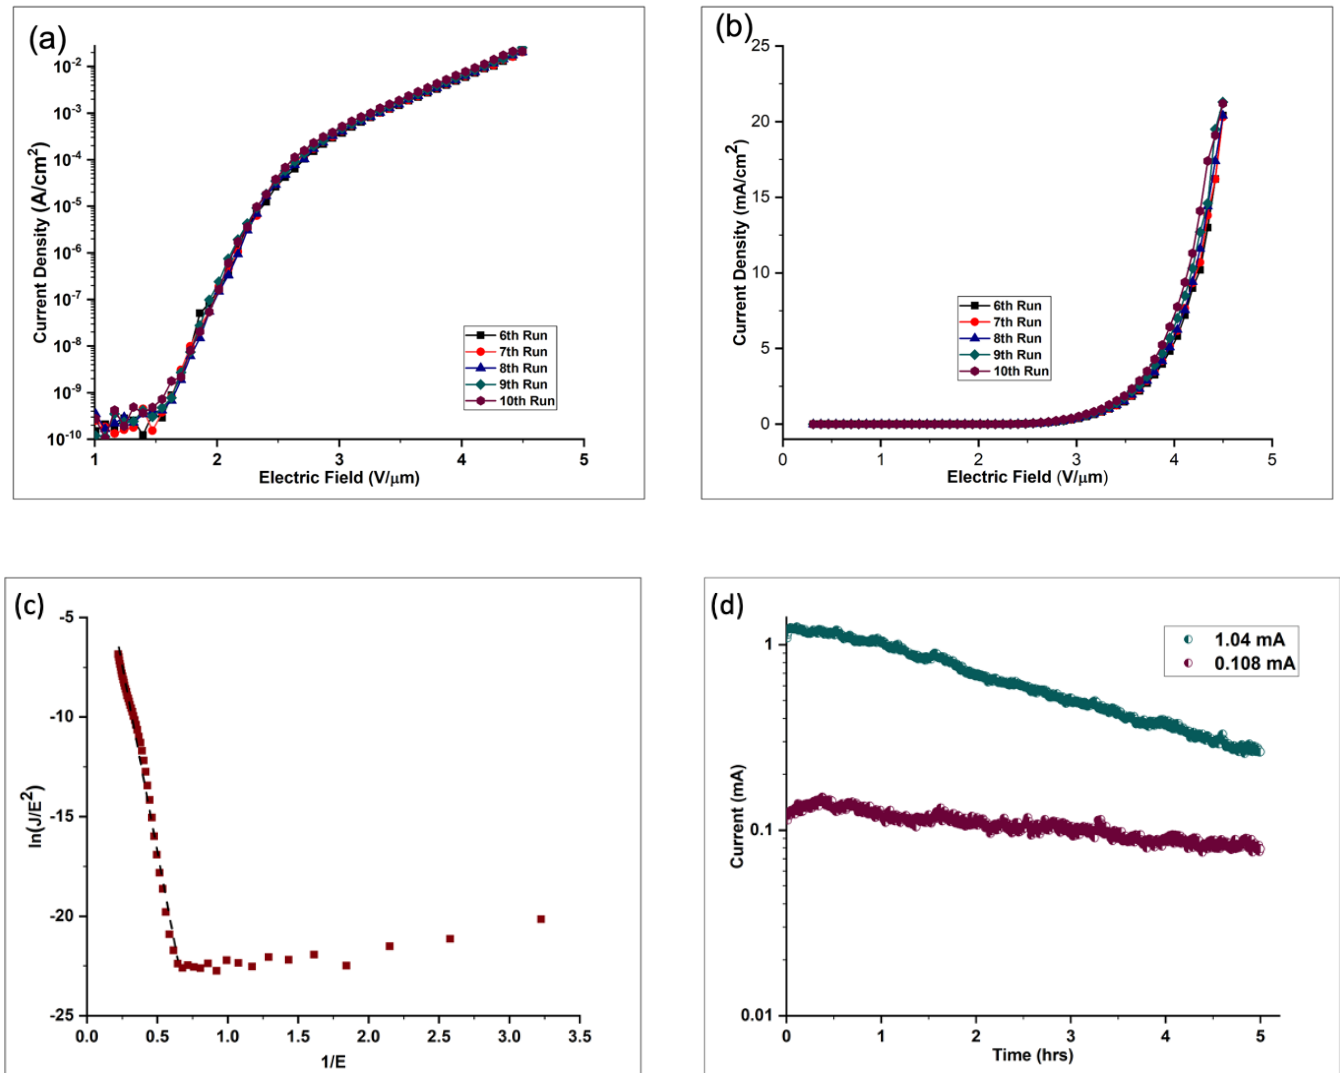 (a)
Current Density (A/cm2)
10-2
10-3
10-4
10-5
10-6
10-7
10-8
10-9
10-10
1 2 3 4 5
Electric Field (V/μm)
6th Run
7th Run
8th Run
9th Run
10th Run
(b)
Current Density (mA/cm2)
25
20
15
10
5
0
0 1 2 3 4 5
Electric Field (V/μm)
6th Run
7th Run
8th Run
9th Run
10th Run
(c)
ln(J/E2)
-5
-10
-15
-20
-25
0.0 0.5 1.0 1.5 2.0 2.5 3.0 3.5
1/E
(d)
Current (mA)
1
0.1
0.01
0 1 2 3 4 5
Time (hrs)
1.04 mA
0.108 mA